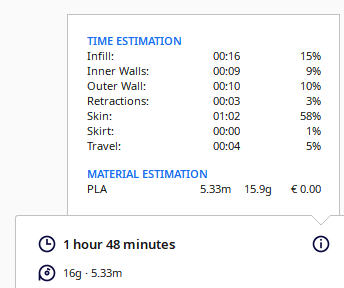 TIME ESTIMATION
Infill: 00:16 15%
Inner Walls: 00:09 9%
Outer Wall: 00:10 10%
Retractions: 00:03 3%
Skin: 01:02 58%
Skirt: 00:00 1%
Travel: 00:04 5%
MATERIAL ESTIMATION
PLA 5.33m 15.9g € 0.00
1 hour 48 minutes
16g · 5.33m